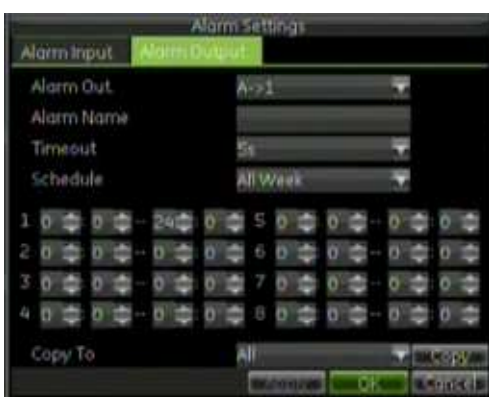 Alarm Settings
Alarm Input Alarm Output
Alarm Out A->1
Alarm Name
Timeout 5s
Schedule All Week
1 0 : 0 -- 24 : 0 5 0 : 0 -- 0 : 0
2 0 : 0 -- 0 : 0 6 0 : 0 -- 0 : 0
3 0 : 0 -- 0 : 0 7 0 : 0 -- 0 : 0
4 0 : 0 -- 0 : 0 8 0 : 0 -- 0 : 0
Copy To All Copy
OK Cancel